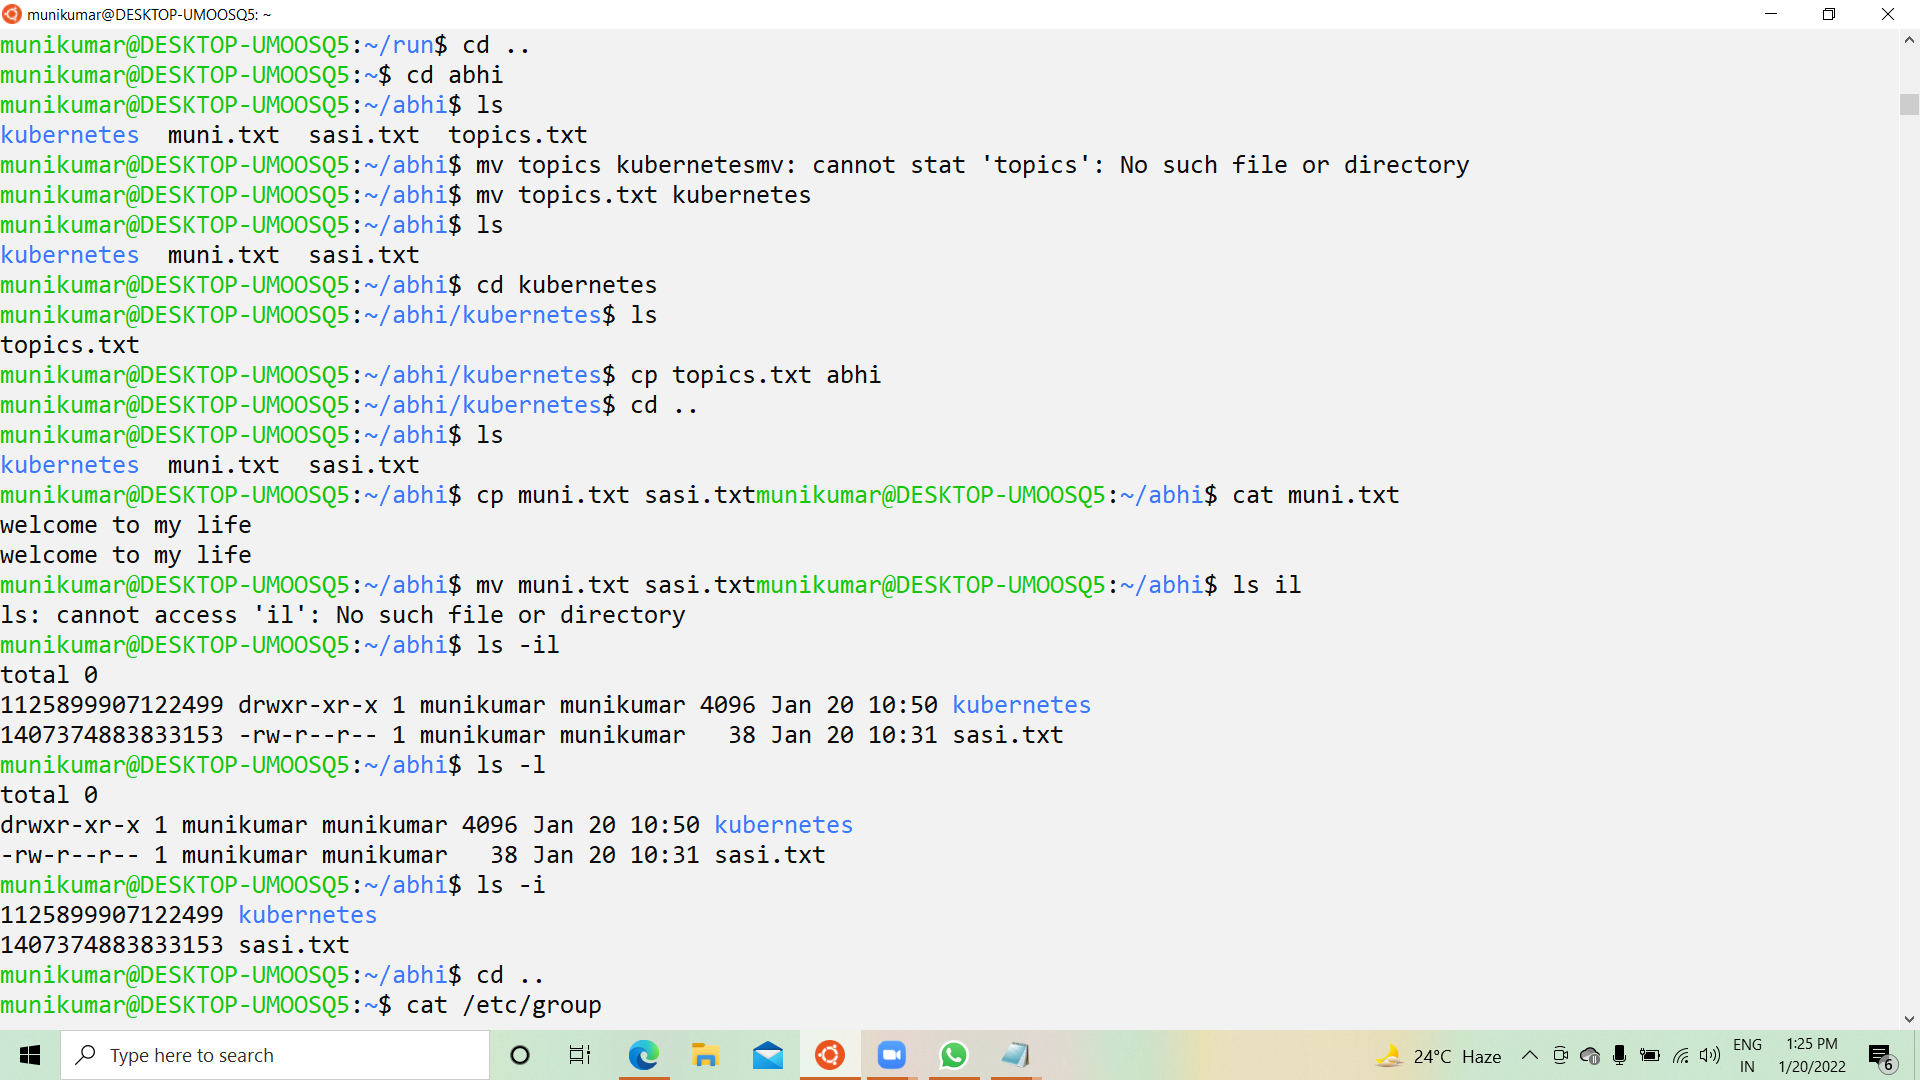 munikumar@DESKTOP-UMOOSQ5: ~
munikumar@DESKTOP-UMOOSQ5:~/run$ cd ..
munikumar@DESKTOP-UMOOSQ5:~$ cd abhi
munikumar@DESKTOP-UMOOSQ5:~/abhi$ ls
kubernetes  muni.txt  sasi.txt  topics.txt
munikumar@DESKTOP-UMOOSQ5:~/abhi$ mv topics kubernetesmv: cannot stat 'topics': No such file or directory
munikumar@DESKTOP-UMOOSQ5:~/abhi$ mv topics.txt kubernetes
munikumar@DESKTOP-UMOOSQ5:~/abhi$ ls
kubernetes  muni.txt  sasi.txt
munikumar@DESKTOP-UMOOSQ5:~/abhi$ cd kubernetes
munikumar@DESKTOP-UMOOSQ5:~/abhi/kubernetes$ ls
topics.txt
munikumar@DESKTOP-UMOOSQ5:~/abhi/kubernetes$ cp topics.txt abhi
munikumar@DESKTOP-UMOOSQ5:~/abhi/kubernetes$ cd ..
munikumar@DESKTOP-UMOOSQ5:~/abhi$ ls
kubernetes  muni.txt  sasi.txt
munikumar@DESKTOP-UMOOSQ5:~/abhi$ cp muni.txt sasi.txtmunikumar@DESKTOP-UMOOSQ5:~/abhi$ cat muni.txt
welcome to my life
welcome to my life
munikumar@DESKTOP-UMOOSQ5:~/abhi$ mv muni.txt sasi.txtmunikumar@DESKTOP-UMOOSQ5:~/abhi$ ls il
ls: cannot access 'il': No such file or directory
munikumar@DESKTOP-UMOOSQ5:~/abhi$ ls -il
total 0
1125899907122499 drwxr-xr-x 1 munikumar munikumar 4096 Jan 20 10:50 kubernetes
1407374883833153 -rw-r--r-- 1 munikumar munikumar   38 Jan 20 10:31 sasi.txt
munikumar@DESKTOP-UMOOSQ5:~/abhi$ ls -l
total 0
drwxr-xr-x 1 munikumar munikumar 4096 Jan 20 10:50 kubernetes
-rw-r--r-- 1 munikumar munikumar   38 Jan 20 10:31 sasi.txt
munikumar@DESKTOP-UMOOSQ5:~/abhi$ ls -i
1125899907122499 kubernetes
1407374883833153 sasi.txt
munikumar@DESKTOP-UMOOSQ5:~/abhi$ cd ..
munikumar@DESKTOP-UMOOSQ5:~$ cat /etc/group
Type here to search
24°C Haze
ENG
IN
1:25 PM
1/20/2022
6